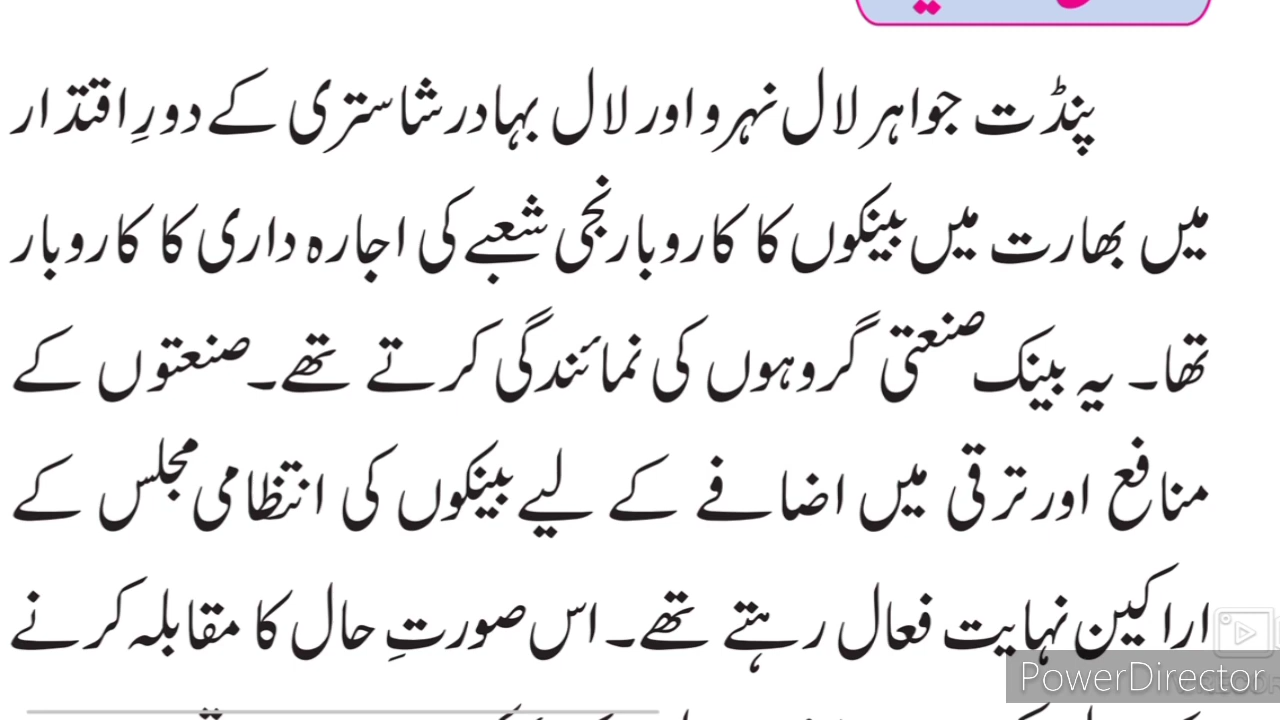 پنڈت جواہر لال نہرو اور لال بہادر شاستری کے دورِ اقتدار
میں بھارت میں بینکوں کا کاروبار نجی شعبے کی اجارہ داری کا کاروبار
تھا۔ یہ بینک صنعتی گروہوں کی نمائندگی کرتے تھے۔ صنعتوں کے
منافع اور ترقی میں اضافے کے لیے بینکوں کی انتظامی مجلس کے
اراکین نہایت فعال رہتے تھے۔ اس صورتِ حال کا مقابلہ کرنے
PowerDirector